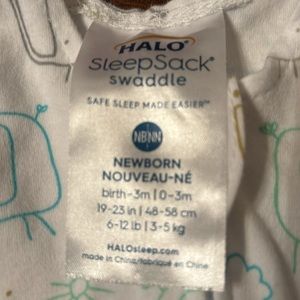 HALO®
SleepSack®
swaddle
SAFE SLEEP MADE EASIER™
NB|NN
NEWBORN
NOUVEAU-NÉ
birth-3m | 0-3m
19-23 in | 48-58 cm
6-12 lb | 3-5 kg
HALOsleep.com
made in China/fabriqué en Chine